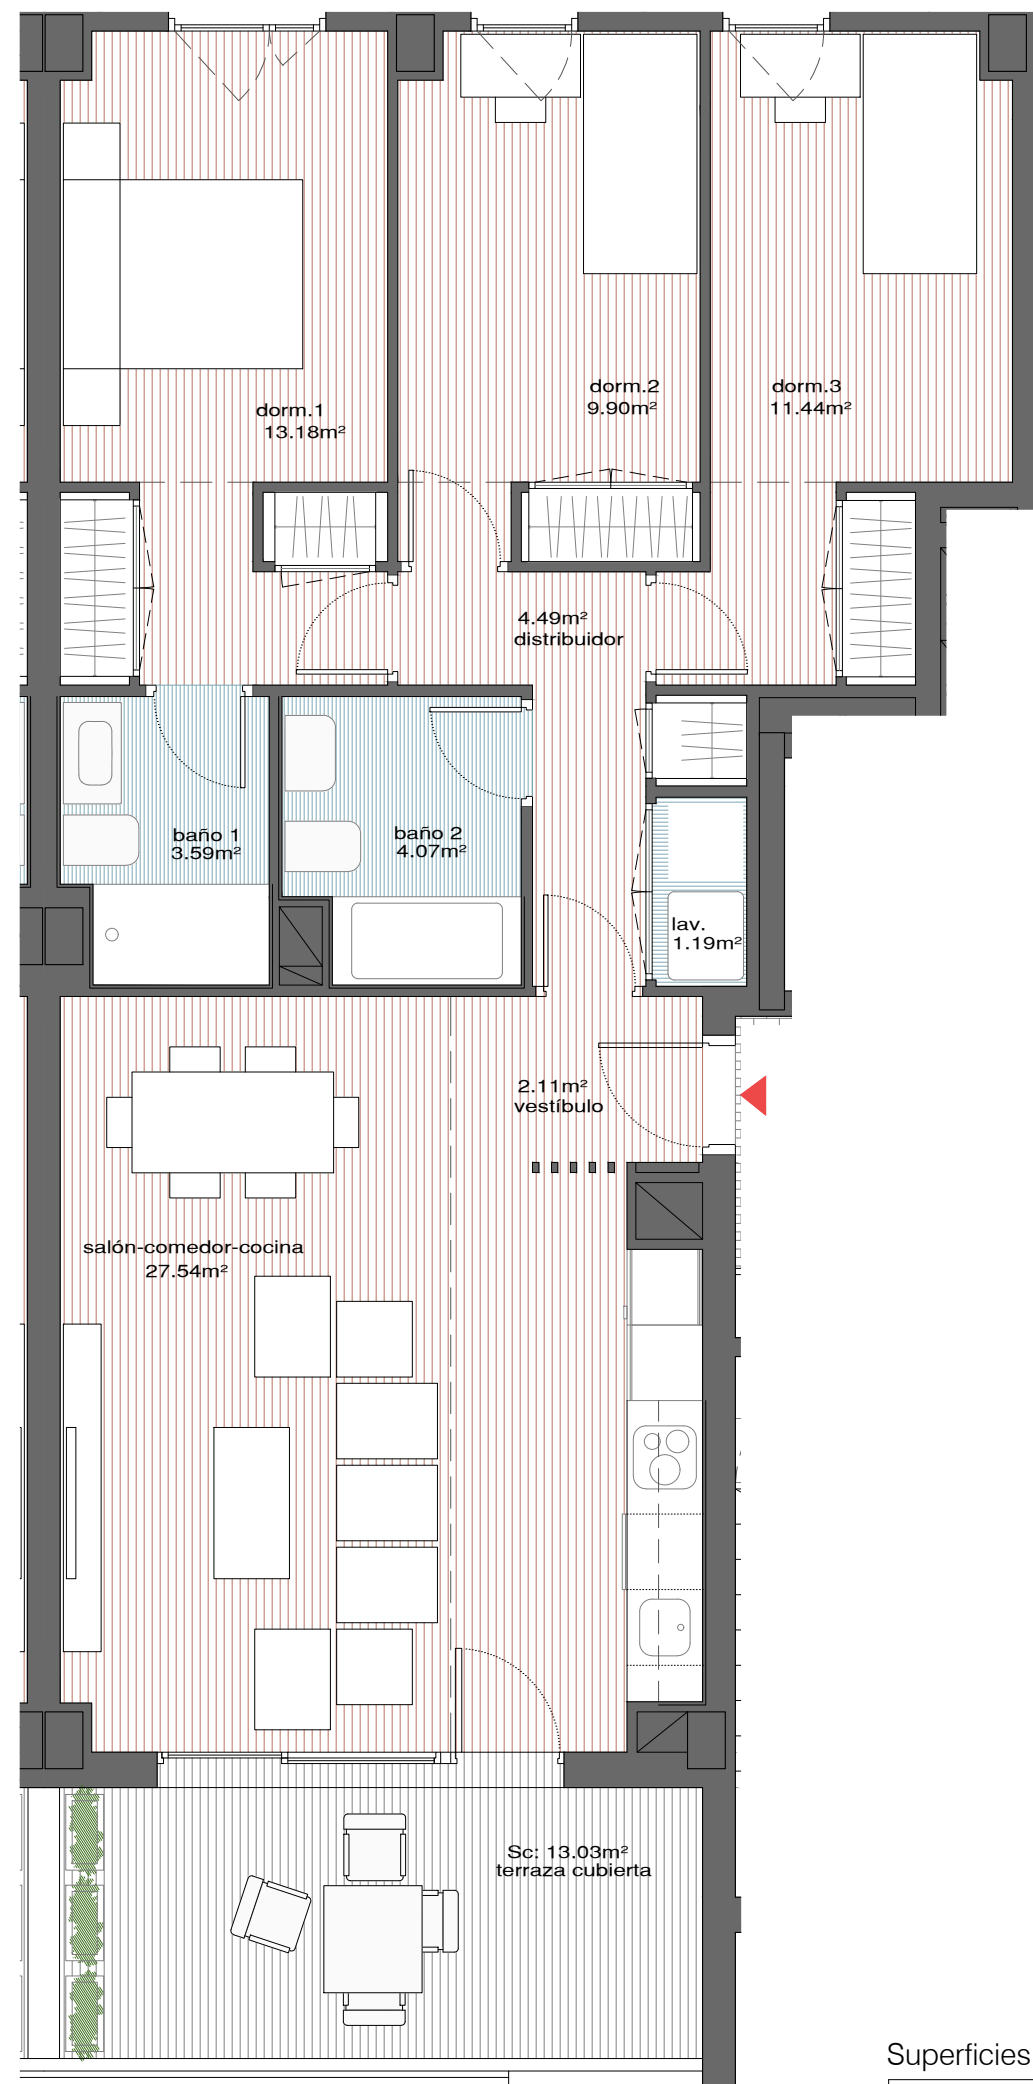 dorm.1
13.18m²
dorm.2
9.90m²
dorm.3
11.44m²
4.49m²
distribuidor
baño 1
3.59m²
baño 2
4.07m²
lav.
1.19m²
2.11m²
vestíbulo
salón-comedor-cocina
27.54m²
Sc: 13.03m²
terraza cubierta
Superficies